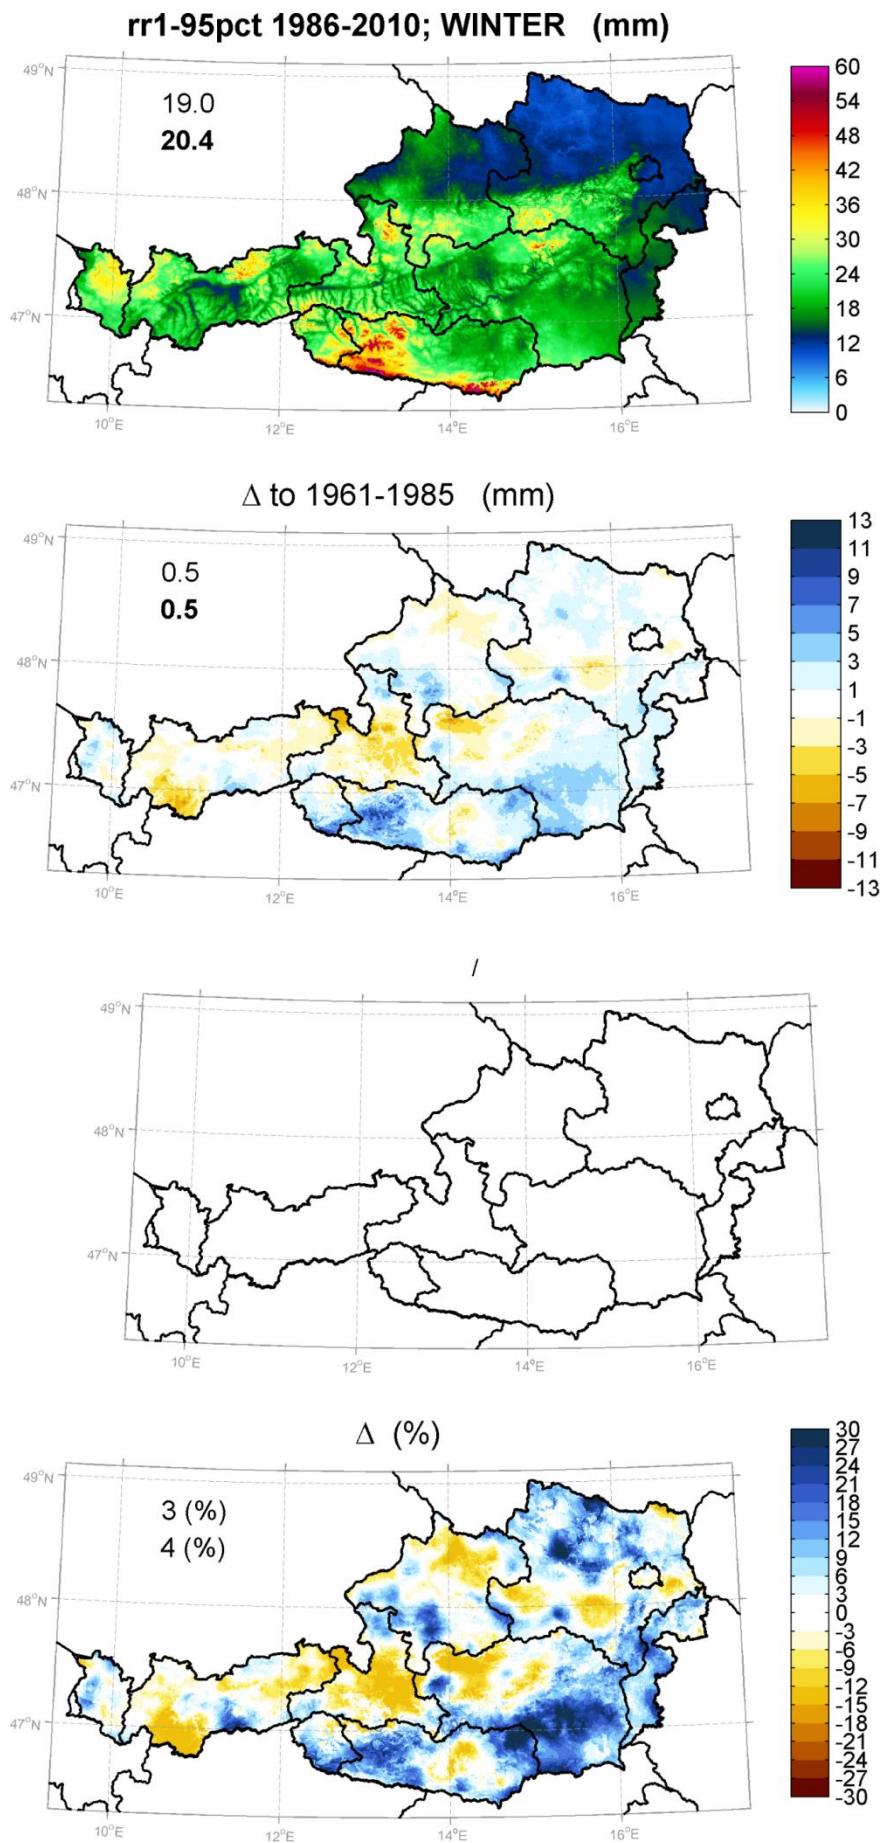 rr1-95pct 1986-2010; WINTER (mm)
49°N
48°N
47°N
10°E
12°E
14°E
16°E
19.0
20.4
60
54
48
42
36
30
24
18
12
6
0
Δ to 1961-1985 (mm)
49°N
48°N
47°N
10°E
12°E
14°E
16°E
0.5
0.5
13
11
9
7
5
3
1
-1
-3
-5
-7
-9
-11
-13
/
49°N
48°N
47°N
10°E
12°E
14°E
16°E
Δ (%)
49°N
48°N
47°N
10°E
12°E
14°E
16°E
3 (%)
4 (%)
30
27
24
21
18
15
12
9
6
3
0
-3
-6
-9
-12
-15
-18
-21
-24
-27
-30